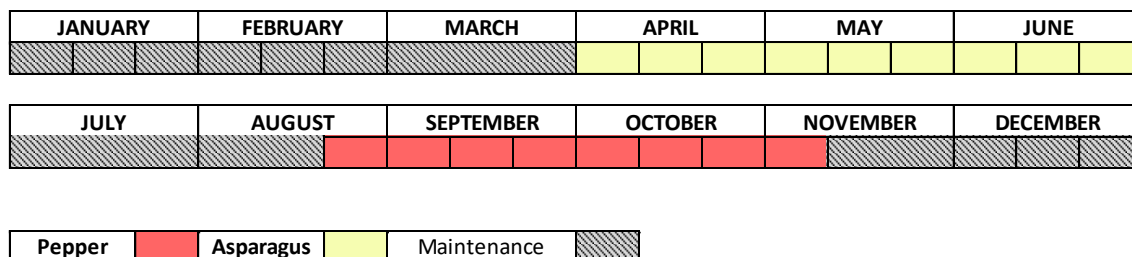 JANUARY FEBRUARY MARCH APRIL MAY JUNE
JULY AUGUST SEPTEMBER OCTOBER NOVEMBER DECEMBER
Pepper Asparagus Maintenance